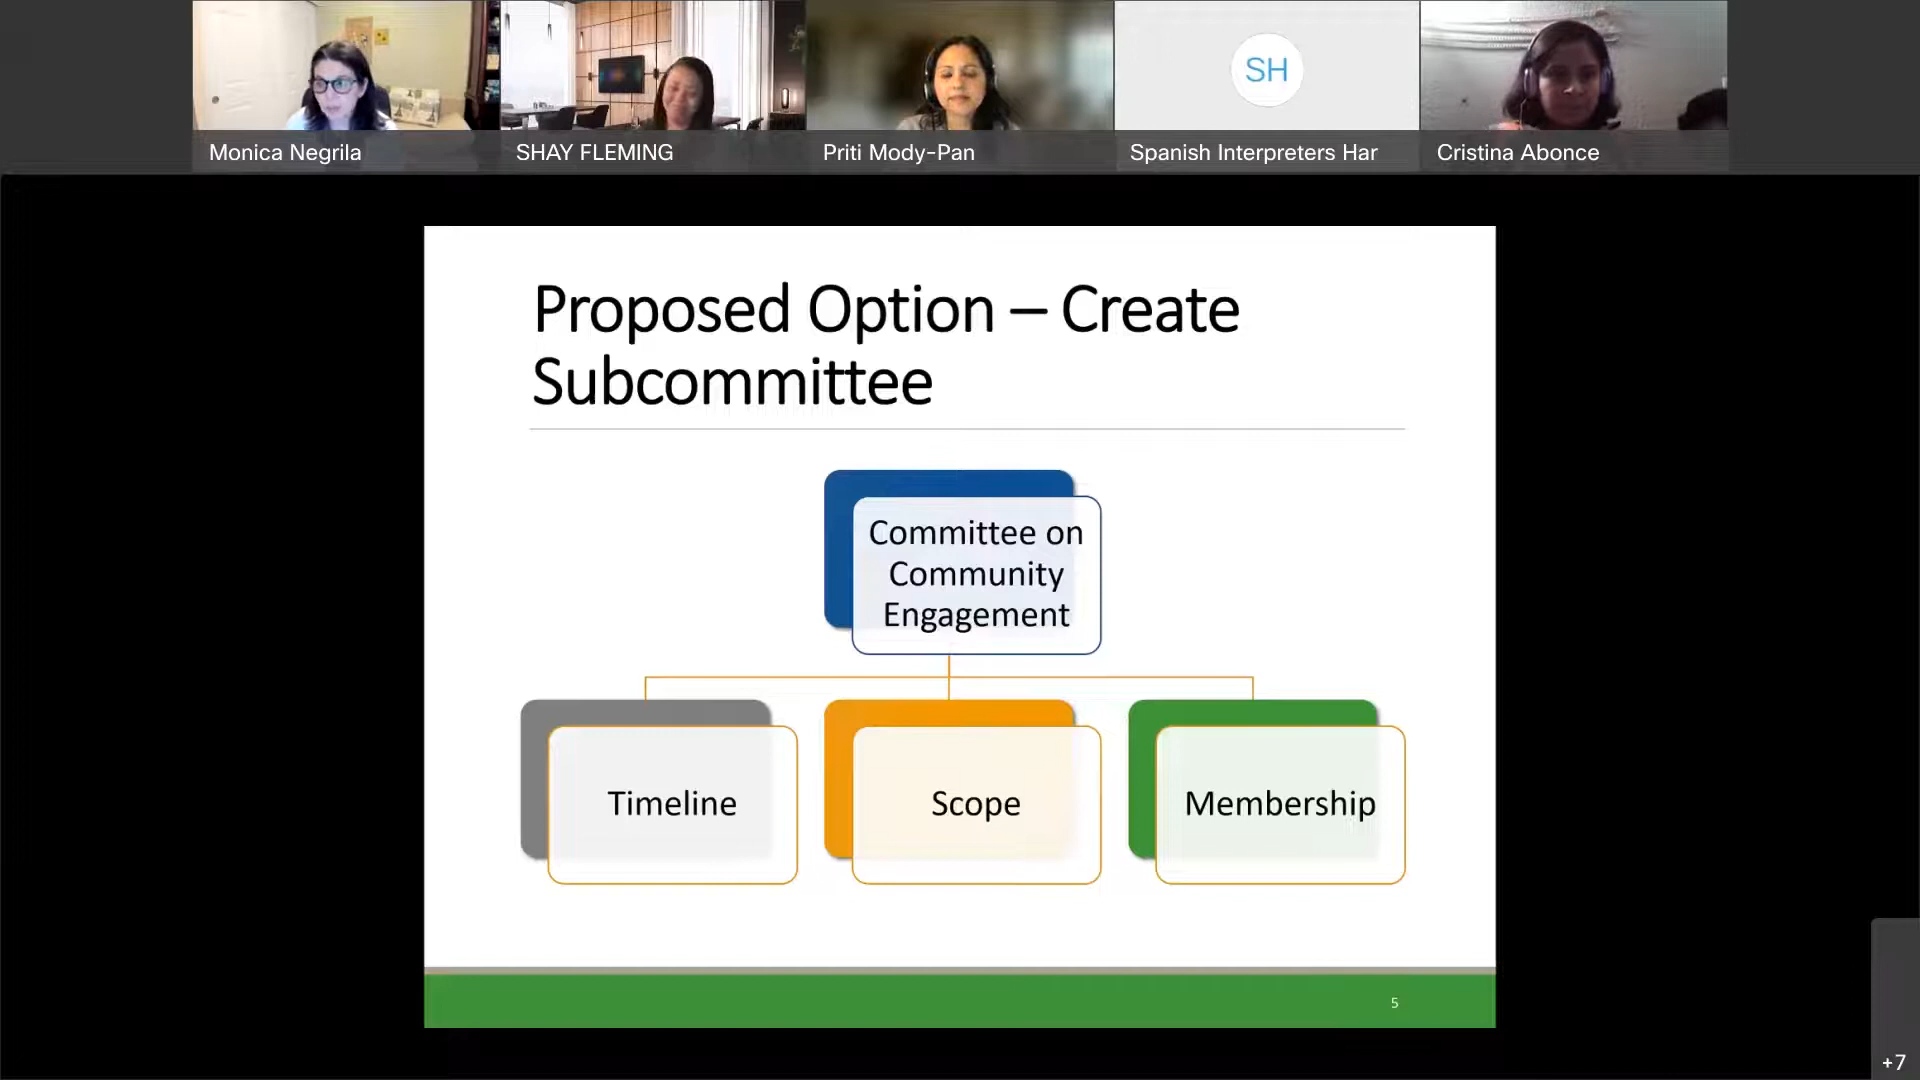 SH
Monica Negrila
SHAY FLEMING
Priti Mody-Pan
Spanish Interpreters Har
Cristina Abonce
Proposed Option – Create
Subcommittee
Committee on
Community
Engagement
Timeline
Scope
Membership
5
+7